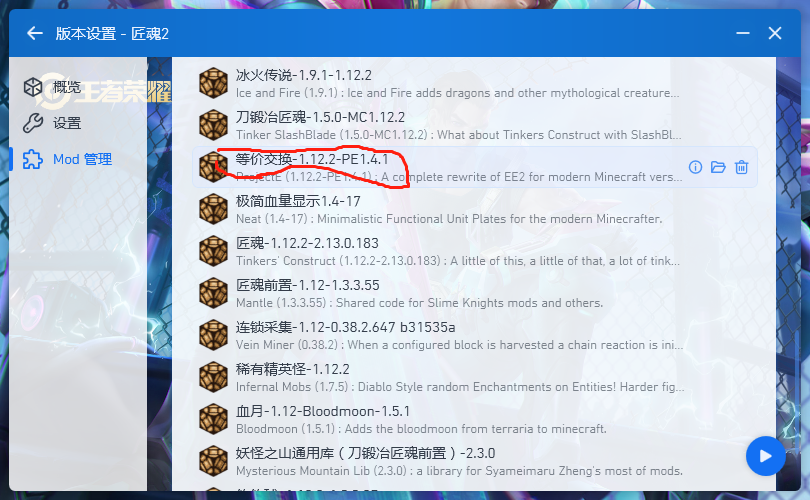 版本设置 - 匠魂2
概览
王者荣耀
设置
Mod 管理
冰火传说-1.9.1-1.12.2
Ice and Fire (1.9.1) : Ice and Fire adds dragons and other mythological creature...
刀锻冶匠魂-1.5.0-MC1.12.2
Tinker SlashBlade (1.5.0-MC1.12.2) : What about Tinkers Construct with SlashBl...
等价交换-1.12.2-PE1.4.1
ProjectE (1.12.2-PE1.4.1) : A complete rewrite of EE2 for modern Minecraft vers...
极简血量显示1.4-17
Neat (1.4-17) : Minimalistic Functional Unit Plates for the modern Minecrafter.
匠魂-1.12.2-2.13.0.183
Tinkers' Construct (1.12.2-2.13.0.183) : A little of this, a little of that, a lot of tink...
匠魂前置-1.12-1.3.3.55
Mantle (1.3.3.55) : Shared code for Slime Knights mods and others.
连锁采集-1.12-0.38.2.647 b31535a
Vein Miner (0.38.2) : When a configured block is harvested a chain reaction is ini...
稀有精英怪-1.12.2
Infernal Mobs (1.7.5) : Diablo Style random Enchantments on Entities! Harder fig...
血月-1.12-Bloodmoon-1.5.1
Bloodmoon (1.5.1) : Adds the bloodmoon from terraria to minecraft.
妖怪之山通用库（刀锻冶匠魂前置）-2.3.0
Mysterious Mountain Lib (2.3.0) : a library for Syameimaru Zheng's most of mods.